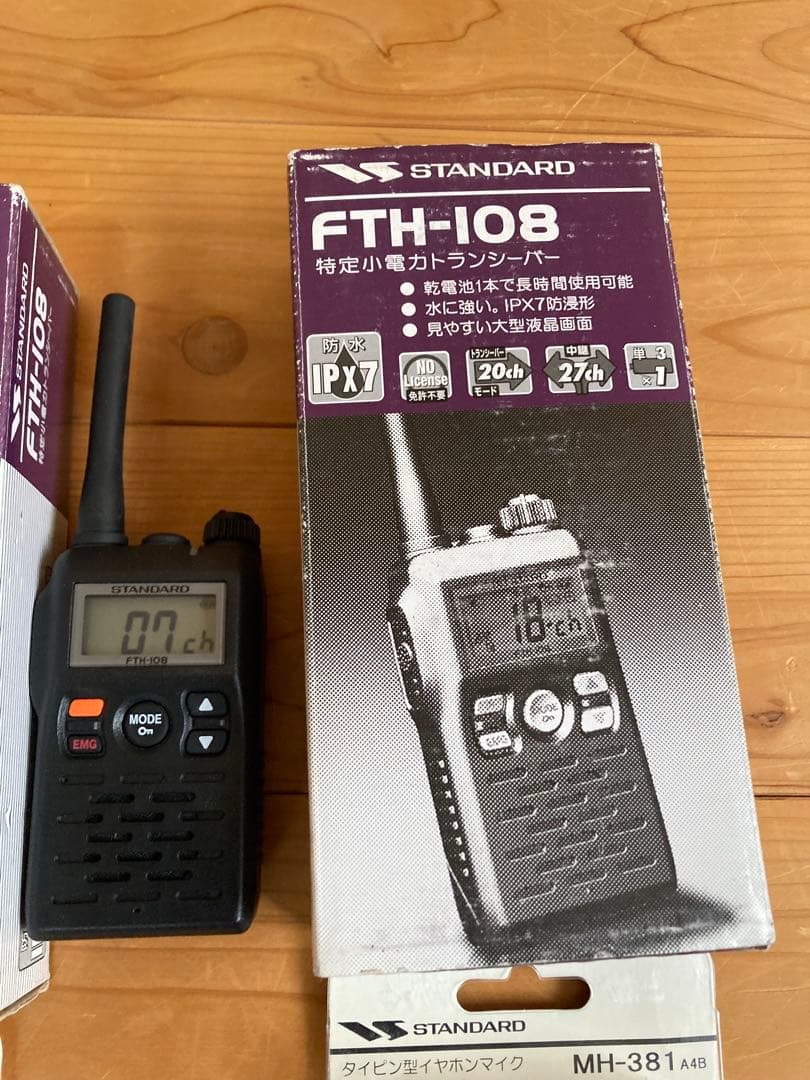 STANDARD
FTH-108
特定小電力トランシーバー
STANDARD
FTH-108
MODE
EMG
07ch
STANDARD
FTH-108
特定小電力トランシーバー
● 乾電池1本で長時間使用可能
● 水に強い。IPX7防浸形
● 見やすい大型液晶画面
防水
IPX7
NO
License
免許不要
トランシーバー
20ch
モード
中継
27ch
単3
×1
18ch
MODE
EMG
STANDARD
タイピン型イヤホンマイク MH-381 A4B